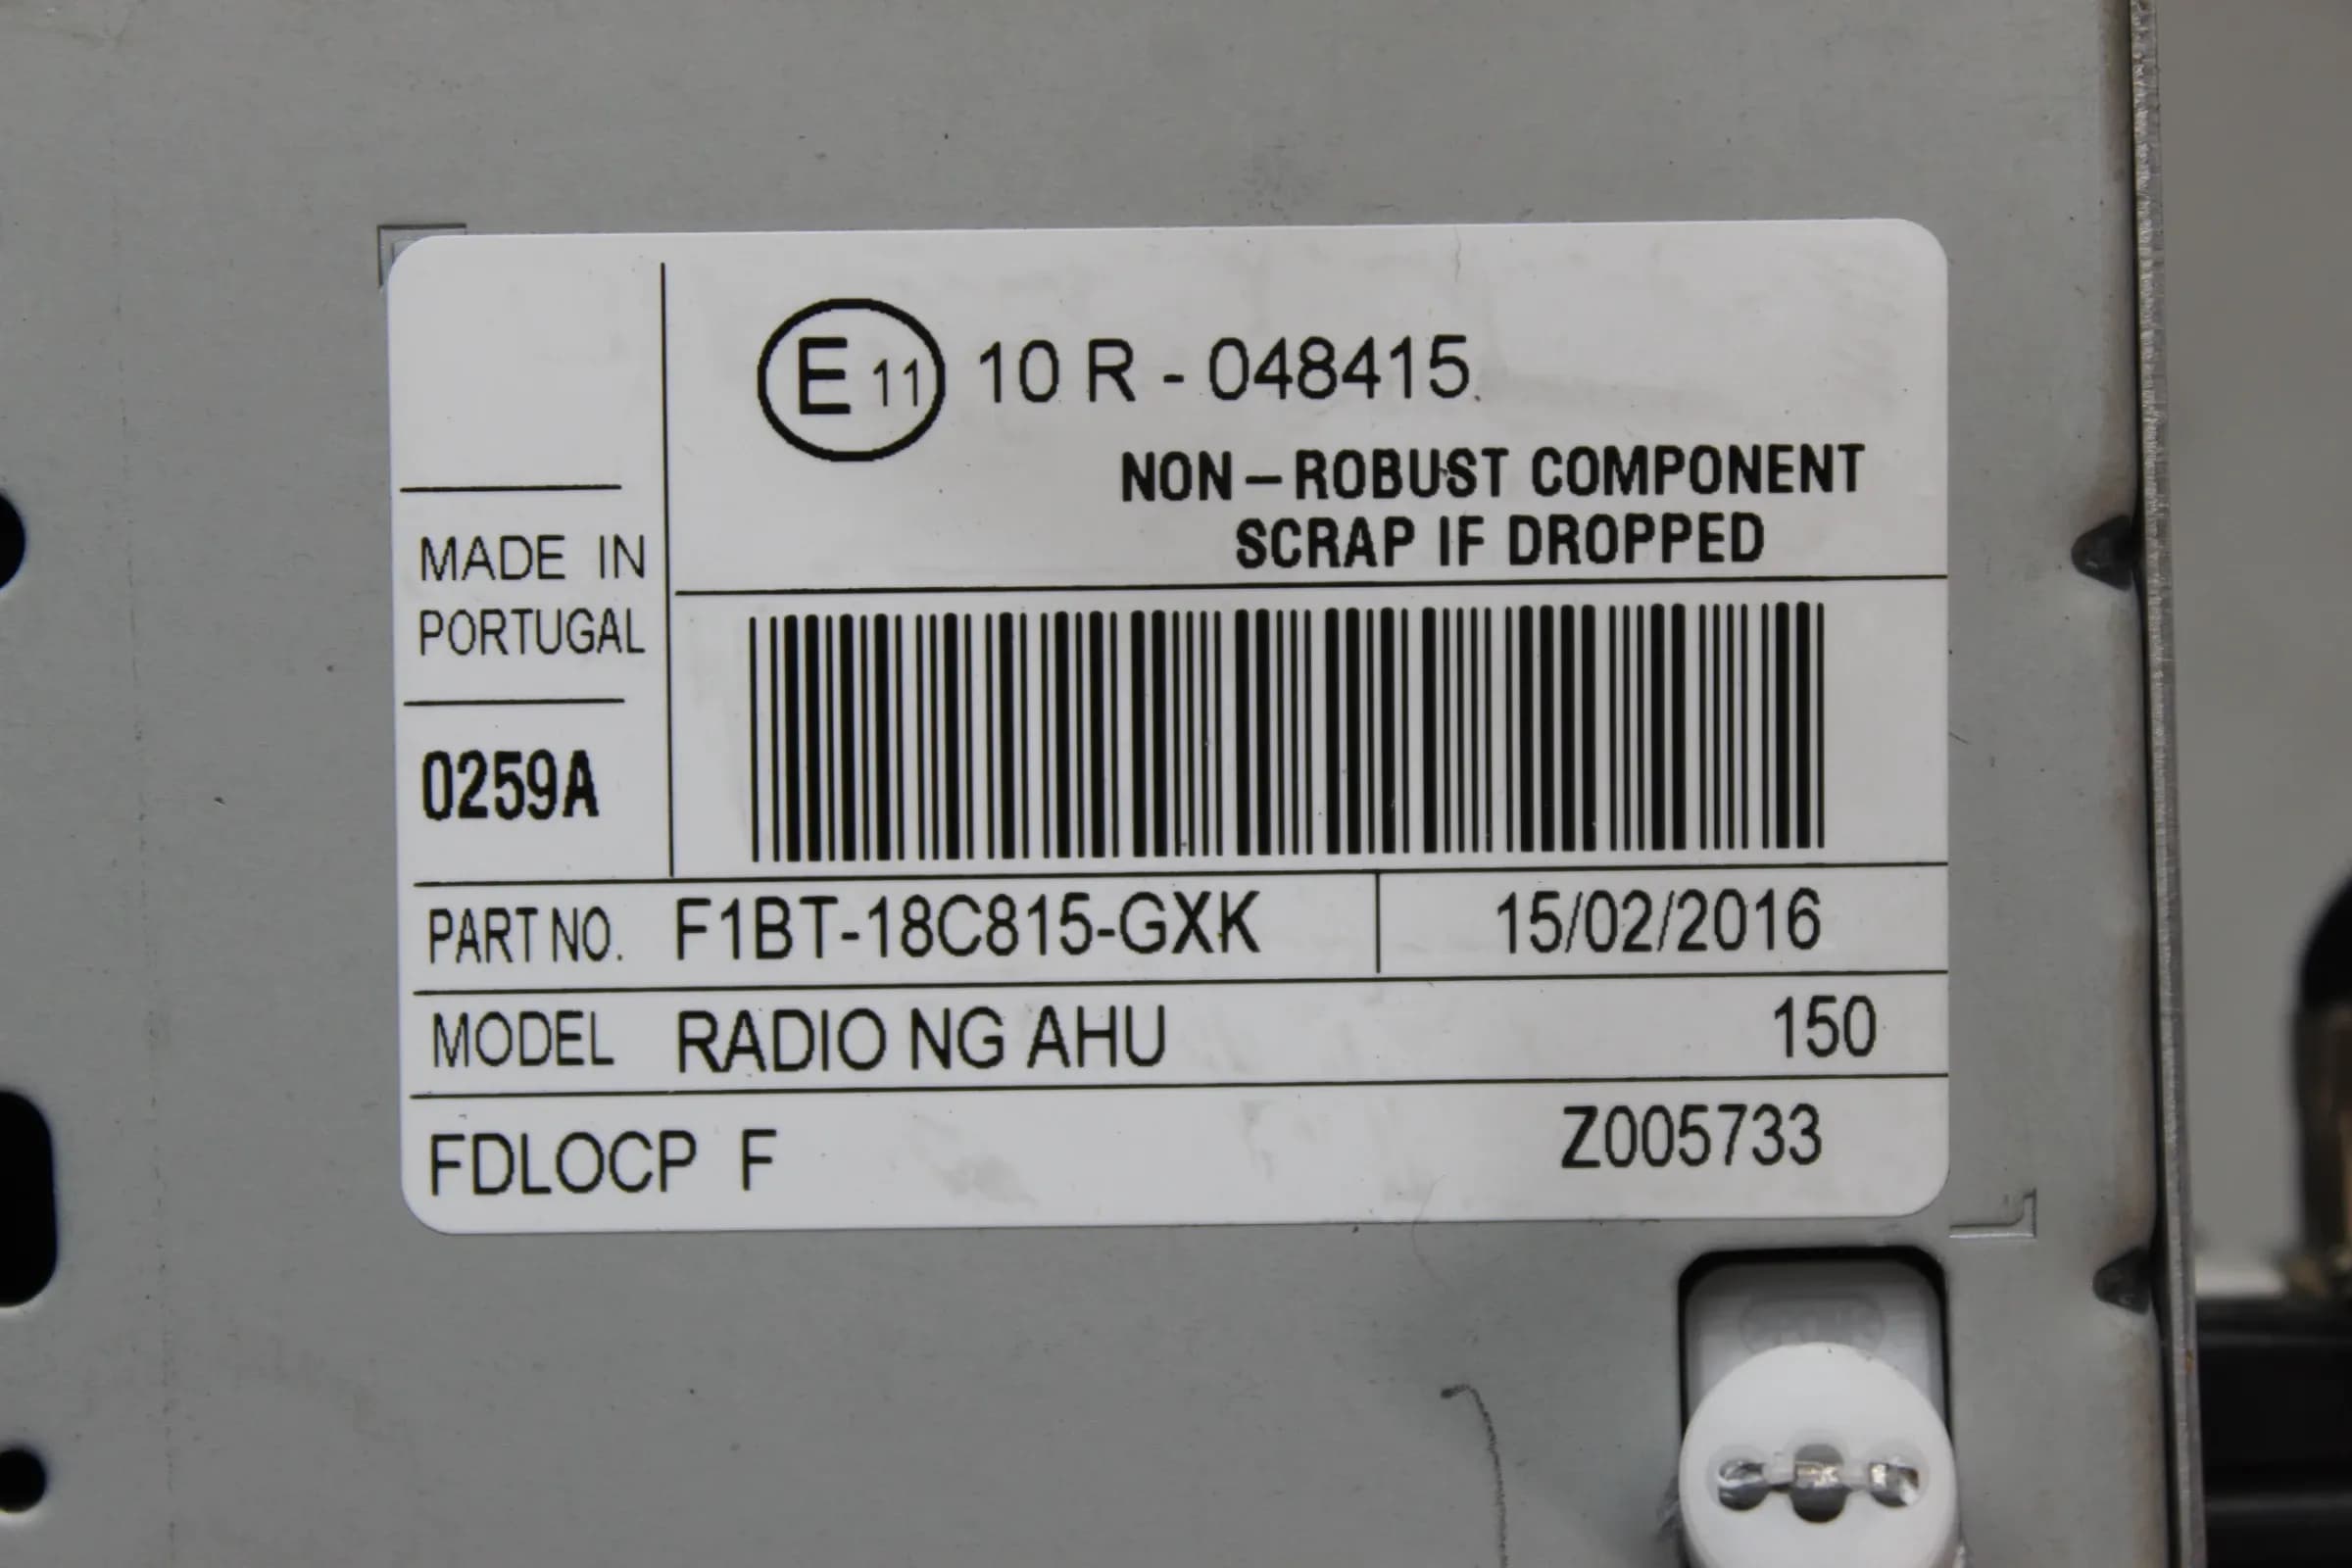 E 11 10 R - 048415
NON-ROBUST COMPONENT
SCRAP IF DROPPED
MADE IN
PORTUGAL
0259A
PART NO. F1BT-18C815-GXK 15/02/2016
MODEL RADIO NG AHU 150
FDLOCP F Z005733